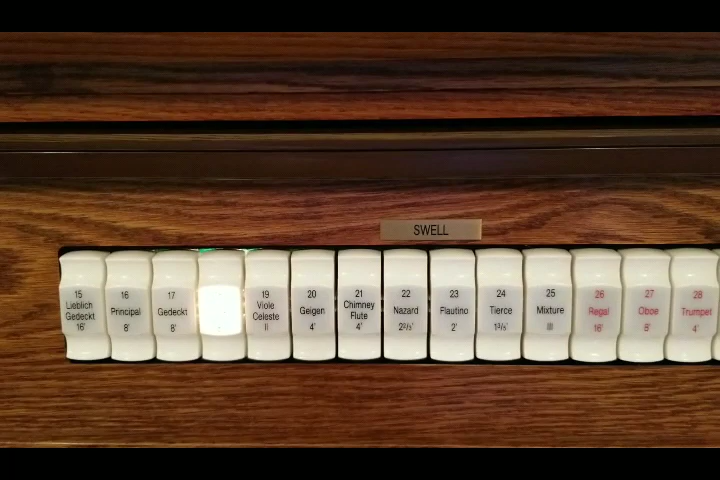 SWELL
15
Lieblich
Gedeckt
16'
16
Principal
8'
17
Gedeckt
8'
19
Viole
Celeste
II
20
Geigen
4'
21
Chimney
Flute
4'
22
Nazard
2²/₃'
23
Flautino
2'
24
Tierce
1³/₅'
25
Mixture
III
26
Regal
16'
27
Oboe
8'
28
Trumpet
4'